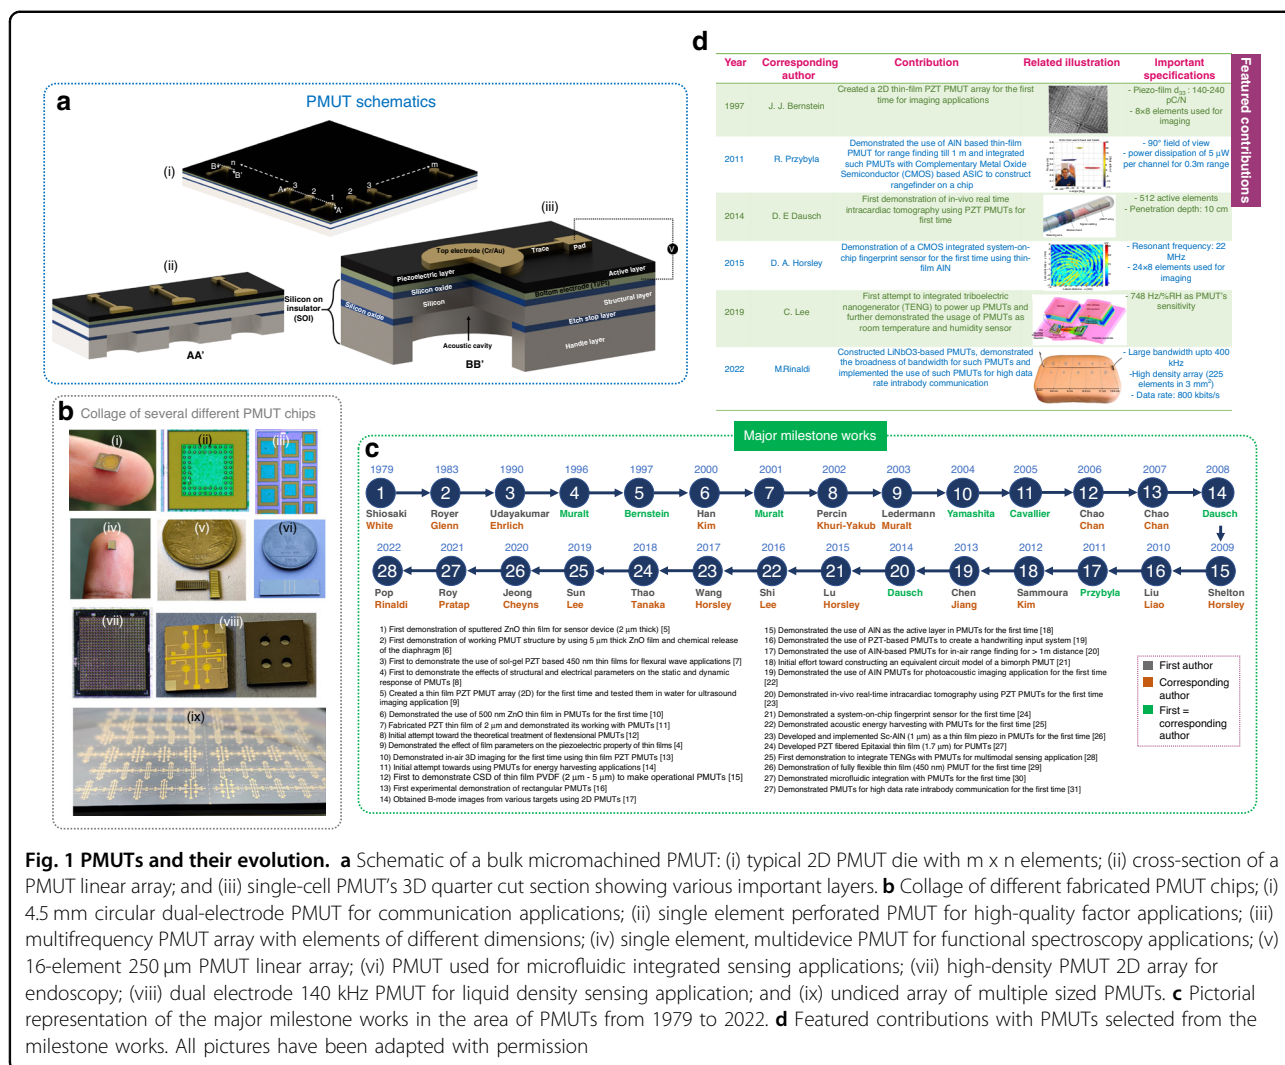 a
PMUT schematics
(i)
B
n
B'
A
3
2
1
A'
2
3
m
(ii)
AA'
(iii)
Top electrode (Cr/Au)
Trace
Pad
V
Piezoelectric layer
Active layer
Silicon oxide
Bottom electrode (Ti/Pt)
Silicon
Structural layer
Silicon on
insulator
(SOI)
Silicon oxide
Etch stop layer
Acoustic cavity
Handle layer
BB'
d
Featured contributions
Year Corresponding author Contribution Related illustration Important specifications
1997
J. J. Bernstein
Created a 2D thin-film PZT PMUT array for the first
time for imaging applications
- Piezo-film d33 : 140-240
pC/N
- 8×8 elements used for
imaging
2011
R. Przybyla
Demonstrated the use of AlN based thin-film
PMUT for range finding till 1 m and integrated
such PMUTs with Complementary Metal Oxide
Semiconductor (CMOS) based ASIC to construct
rangefinder on a chip
- 90° field of view
- power dissipation of 5 µW
per channel for 0.3m range
2014
D. E Dausch
First demonstration of in-vivo real time
intracardiac tomography using PZT PMUTs for
first time
- 512 active elements
- Penetration depth: 10 cm
2015
D. A. Horsley
Demonstration of a CMOS integrated system-on-
chip fingerprint sensor for the first time using thin-
film AlN
- Resonant frequency: 22
MHz
- 24×8 elements used for
imaging
2019
C. Lee
First attempt to integrated triboelectric
nanogenerator (TENG) to power up PMUTs and
further demonstrated the usage of PMUTs as
room temperature and humidity sensor
- 748 Hz/%RH as PMUT's
sensitivity
2022
M.Rinaldi
Constructed LiNbO3-based PMUTs, demonstrated
the broadness of bandwidth for such PMUTs and
implemented the use of such PMUTs for high data
rate intrabody communication
- Large bandwidth upto 400
kHz
-High density array (225
elements in 3 mm2)
- Data rate: 800 kbits/s
b Collage of several different PMUT chips
(i)
(ii)
(iii)
(iv)
(v)
(vi)
(vii)
(viii)
(ix)
c
Major milestone works
1979 1983 1990 1996 1997 2000 2001 2002 2003 2004 2005 2006 2007 2008
1 2 3 4 5 6 7 8 9 10 11 12 13 14
Shiosaki Royer Udayakumar Muralt Bernstein Han Muralt Percin Ledermann Yamashita Cavallier Chao Chao Dausch
White Glenn Ehrlich Kim Khuri-Yakub Muralt Chan Chan
2022 2021 2020 2019 2018 2017 2016 2015 2014 2013 2012 2011 2010 2009
28 27 26 25 24 23 22 21 20 19 18 17 16 15
Pop Roy Jeong Sun Thao Wang Shi Lu Dausch Chen Sammoura Przybyla Liu Shelton
Rinaldi Pratap Cheyns Lee Tanaka Horsley Lee Horsley Jiang Kim Liao Horsley
1) First demonstration of sputtered ZnO thin film for sensor device (2 µm thick) [5]
2) First demonstration of working PMUT structure by using 5 µm thick ZnO film and chemical release
of the diaphragm [6]
3) First to demonstrate the use of sol-gel PZT based 450 nm thin films for flexural wave applications [7]
4) First to demonstrate the effects of structural and electrical parameters on the static and dynamic
response of PMUTs [8]
5) Created a thin film PZT PMUT array (2D) for the first time and tested them in water for ultrasound
imaging application [9]
6) Demonstrated the use of 500 nm ZnO thin film in PMUTs for the first time [10]
7) Fabricated PZT thin film of 2 µm and demonstrated its working with PMUTs [11]
8) Initial attempt toward the theoretical treatment of flextensional PMUTs [12]
9) Demonstrated the effect of film parameters on the piezoelectric property of thin films [4]
10) Demonstrated in-air 3D imaging for the first time using thin film PZT PMUTs [13]
11) Initial attempt towards using PMUTs for energy harvesting applications [14]
12) First to demonstrate CSD of thin film PVDF (2 µm - 5 µm) to make operational PMUTs [15]
13) First experimental demonstration of rectangular PMUTs [16]
14) Obtained B-mode images from various targets using 2D PMUTs [17]
15) Demonstrated the use of AlN as the active layer in PMUTs for the first time [18]
16) Demonstrated the use of PZT-based PMUTs to create a handwriting input system [19]
17) Demonstrated the use of AlN-based PMUTs for in-air range finding for > 1m distance [20]
18) Initial effort toward constructing an equivalent circuit model of a bimorph PMUT [21]
19) Demonstrated the use of AlN PMUTs for photoacoustic imaging application for the first time
[22]
20) Demonstrated in-vivo real-time intracardiac tomography using PZT PMUTs for the first time
[23]
21) Demonstrated a system-on-chip fingerprint sensor for the first time [24]
22) Demonstrated acoustic energy harvesting with PMUTs for the first time [25]
23) Developed and implemented Sc-AlN (1 µm) as a thin film piezo in PMUTs for the first time [26]
24) Developed PZT fibered Epitaxial thin film (1.7 µm) for PUMTs [27]
25) First demonstration to integrate TENGs with PMUTs for multimodal sensing application [28]
26) Demonstration of fully flexible thin film (450 nm) PMUT for the first time [29]
27) Demonstrated microfluidic integration with PMUTs for the first time [30]
27) Demonstrated PMUTs for high data rate intrabody communication for the first time [31]
First author
Corresponding
author
First =
corresponding
author
Fig. 1 PMUTs and their evolution. a Schematic of a bulk micromachined PMUT: (i) typical 2D PMUT die with m x n elements; (ii) cross-section of a
PMUT linear array; and (iii) single-cell PMUT's 3D quarter cut section showing various important layers. b Collage of different fabricated PMUT chips; (i)
4.5 mm circular dual-electrode PMUT for communication applications; (ii) single element perforated PMUT for high-quality factor applications; (iii)
multifrequency PMUT array with elements of different dimensions; (iv) single element, multidevice PMUT for functional spectroscopy applications; (v)
16-element 250 µm PMUT linear array; (vi) PMUT used for microfluidic integrated sensing applications; (vii) high-density PMUT 2D array for
endoscopy; (viii) dual electrode 140 kHz PMUT for liquid density sensing application; and (ix) undiced array of multiple sized PMUTs. c Pictorial
representation of the major milestone works in the area of PMUTs from 1979 to 2022. d Featured contributions with PMUTs selected from the
milestone works. All pictures have been adapted with permission